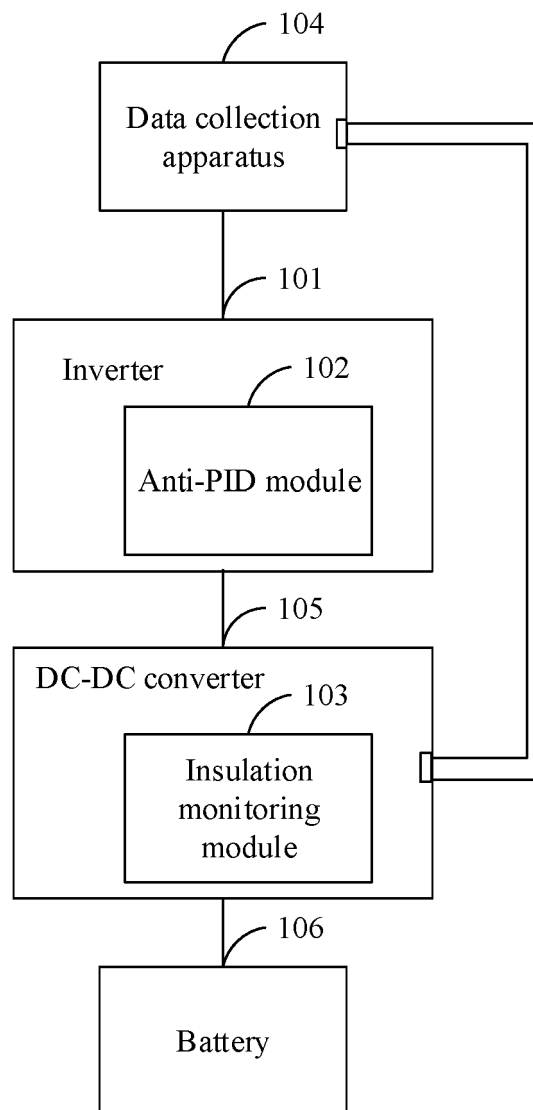 104
Data collection
apparatus
101
Inverter
102
Anti-PID module
105
DC-DC converter
103
Insulation
monitoring
module
106
Battery